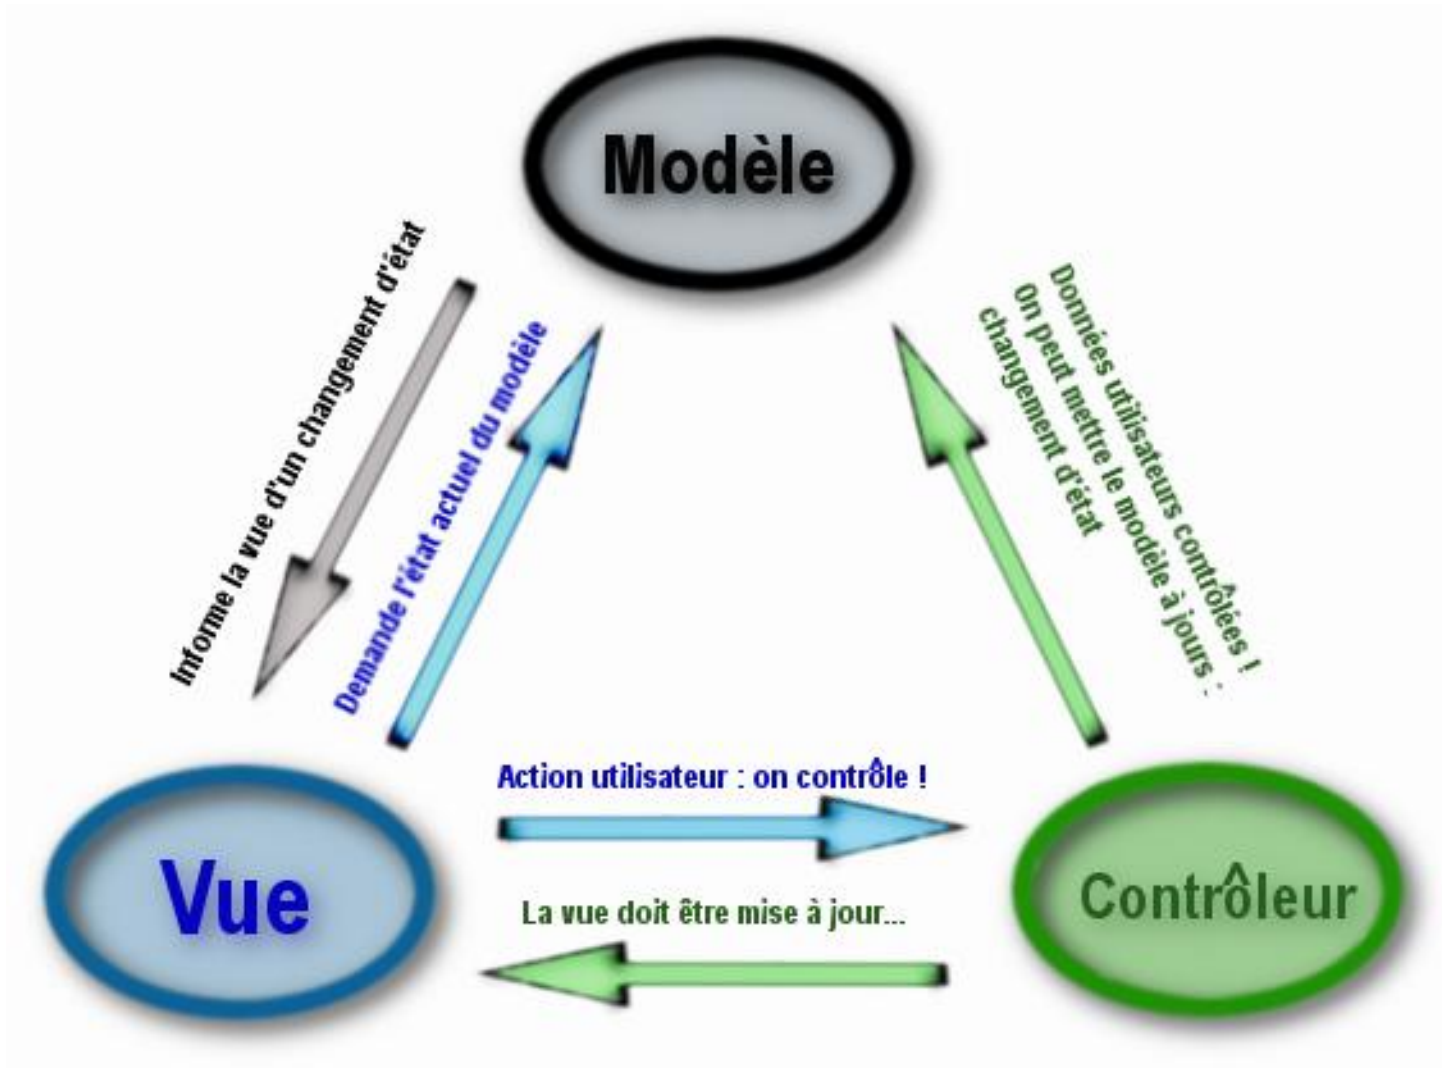 Modèle
Informe la vue d'un changement d'état
Demande l'état actuel du modèle
Données utilisateurs contrôlées !
On peut mettre le modèle à jours :
changement d'état
Action utilisateur : on contrôle !
La vue doit être mise à jour...
Vue
Contrôleur